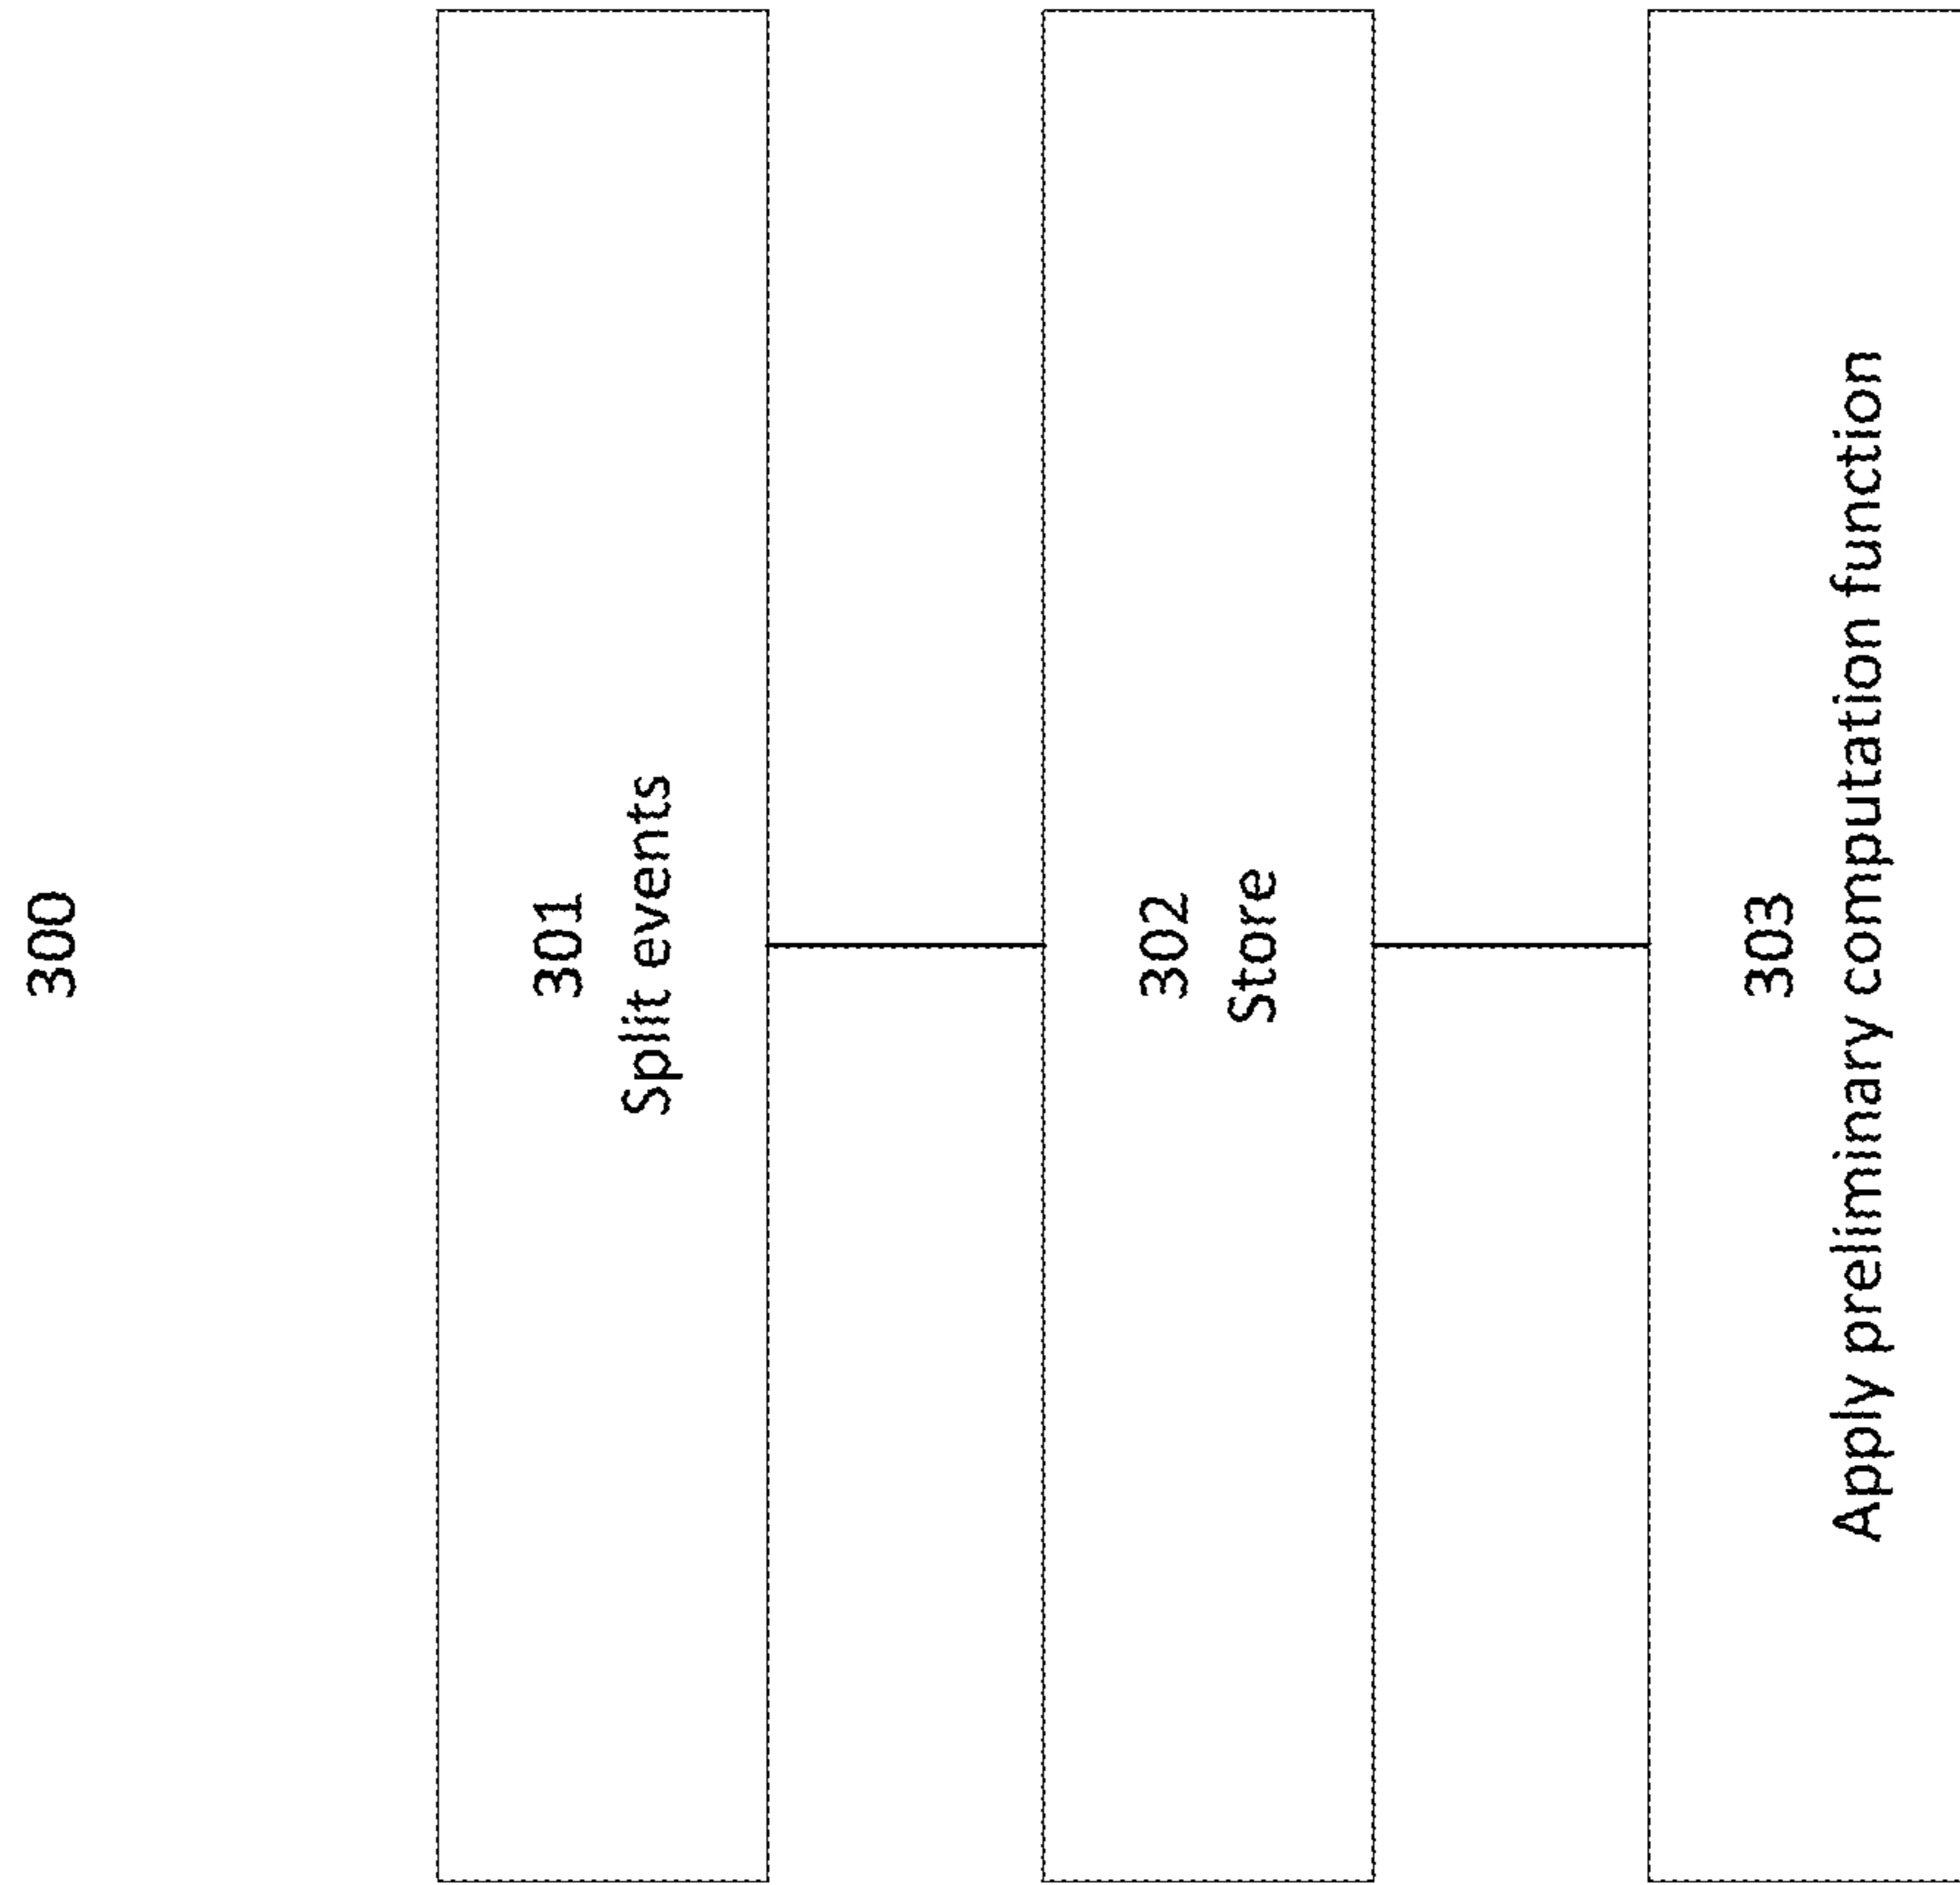 300
301
Split events
302
Store
303
Apply preliminary computation function